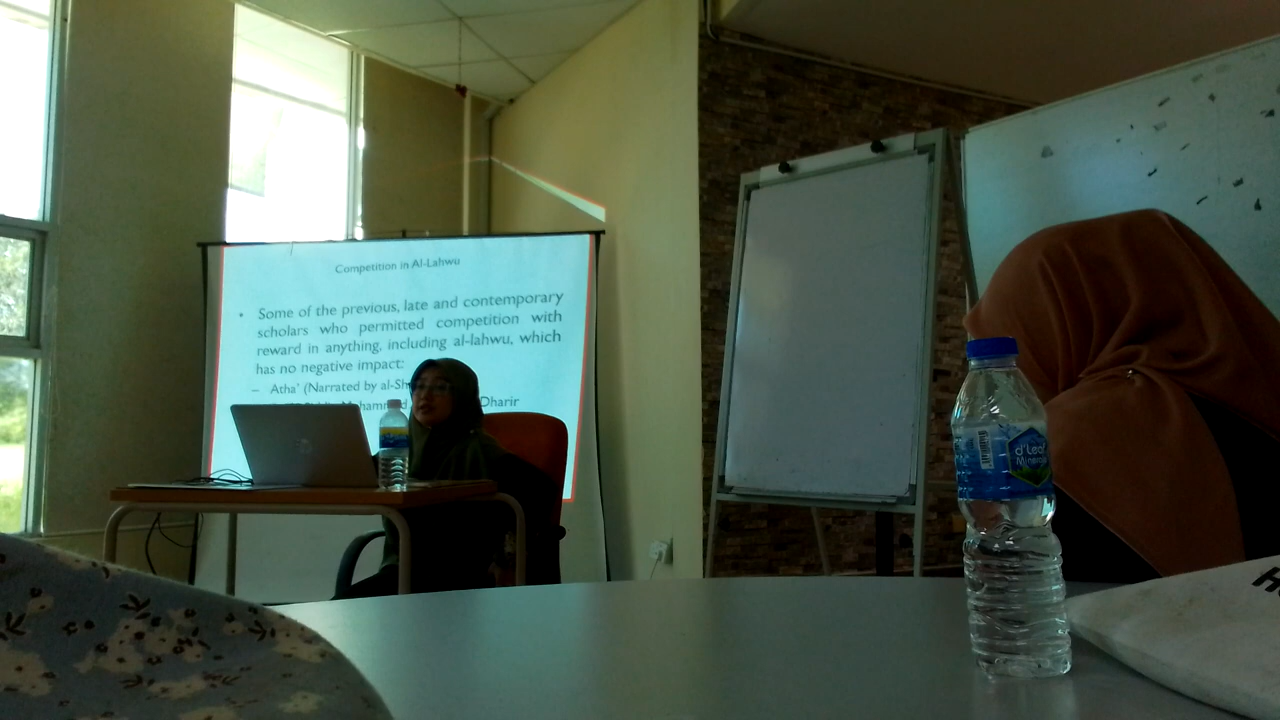 Competition in Al-Lahwu
• Some of the previous, late and contemporary
scholars who permitted competition with
reward in anything, including al-lahwu, which
has no negative impact:
– Atha' (Narrated by al-Sh
Dharir
d'Leaf
Mineral